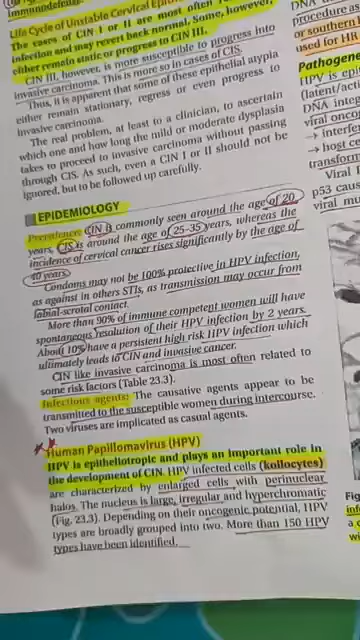 immunodefic
Life Cycle of Unstable Cervical Epi
The cases of CIN I or II are most often
infection and may revert back normal. Some, however,
either remain static or progress to CIN III.
CIN III, however, is more susceptible to progress into
invasive carcinoma. This is more so in cases of CIS.
Thus, it is apparent that some of these epithelial atypia
either remain stationary, regress or even progress to
invasive carcinoma.
The real problem, at least to a clinician, to ascertain
which one and how long the mild or moderate dysplasia
takes to proceed to invasive carcinoma without passing
through CIS. As such, even a CIN I or II should not be
ignored, but to be followed up carefully.
EPIDEMIOLOGY
Prevalence: CIN is commonly seen around the age of 20
years, CIS is around the age of 25–35 years, whereas the
incidence of cervical cancer rises significantly by the age of
40 years.
Condoms may not be 100% protective in HPV infection,
as against in others STIs, as transmission may occur from
labial-scrotal contact.
More than 90% of immune competent women will have
spontaneous resolution of their HPV infection by 2 years.
About 10% have a persistent high risk HPV infection which
ultimately leads to CIN and invasive cancer.
CIN like invasive carcinoma is most often related to
some risk factors (Table 23.3).
Infectious agents: The causative agents appear to be
transmitted to the susceptible women during intercourse.
Two viruses are implicated as casual agents.
Human Papillomavirus (HPV)
HPV is epitheliotropic and plays an important role in
the development of CIN. HPV infected cells (koilocytes)
are characterized by enlarged cells with perinuclear
halos. The nucleus is large, irregular and hyperchromatic
(Fig. 23.3). Depending on their oncogenic potential, HPV
types are broadly grouped into two. More than 150 HPV
types have been identified.
DNA
procedure as
or southern
used for HR
Pathogene
HPV is epi
(latent/acti
DNA into
viral onco
→ interf
→ host ce
transform
Viral
p53 cau
viral mu
Fig
inf
a c
wi